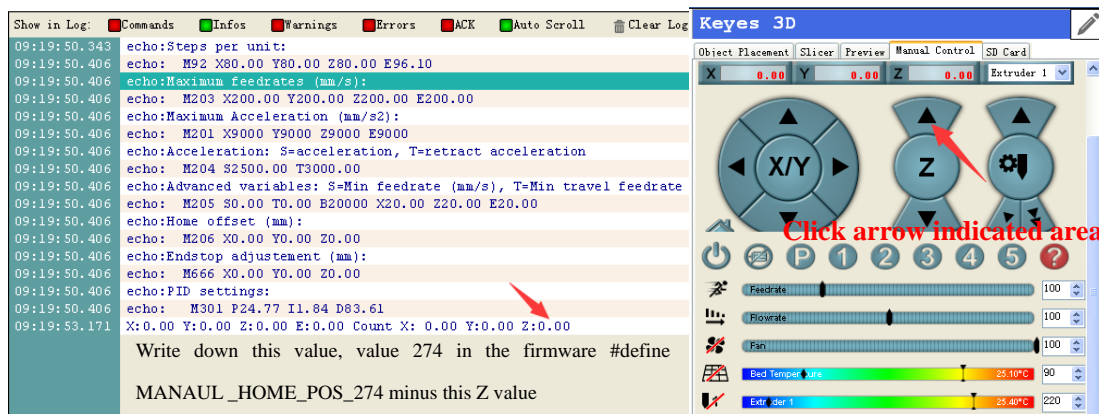 Show in Log: Commands Infos Warnings Errors ACK Auto Scroll Clear Log
09:19:50.343 echo:Steps per unit:
09:19:50.406 echo: M92 X80.00 Y80.00 Z80.00 E96.10
09:19:50.406 echo:Maximum feedrates (mm/s):
09:19:50.406 echo: M203 X200.00 Y200.00 Z200.00 E200.00
09:19:50.406 echo:Maximum Acceleration (mm/s2):
09:19:50.406 echo: M201 X9000 Y9000 Z9000 E9000
09:19:50.406 echo:Acceleration: S=acceleration, T=retract acceleration
09:19:50.406 echo: M204 S2500.00 T3000.00
09:19:50.406 echo:Advanced variables: S=Min feedrate (mm/s), T=Min travel feedrate
09:19:50.406 echo: M205 S0.00 T0.00 B20000 X20.00 Z20.00 E20.00
09:19:50.406 echo:Home offset (mm):
09:19:50.406 echo: M206 X0.00 Y0.00 Z0.00
09:19:50.406 echo:Endstop adjustement (mm):
09:19:50.406 echo: M666 X0.00 Y0.00 Z0.00
09:19:50.406 echo:PID settings:
09:19:50.406 echo: M301 P24.77 I1.84 D83.61
09:19:53.171 X:0.00 Y:0.00 Z:0.00 E:0.00 Count X: 0.00 Y:0.00 Z:0.00
Write down this value, value 274 in the firmware #define
MANAUL _HOME_POS_274 minus this Z value
Keyes 3D
Object Placement Slicer Preview Manual Control SD Card
X 0.00 Y 0.00 Z 0.00 Extruder 1
X/Y Z
Click arrow indicated area
P 1 2 3 4 5 ?
Feedrate 100
Flowrate 100
Fan 100
Bed Temperature 25.10°C 90
Extruder 1 25.40°C 220